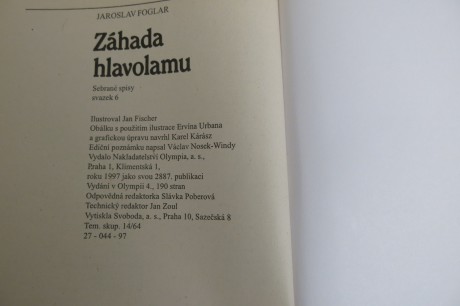 JAROSLAV FOGLAR
Záhada
hlavolamu
Sebrané spisy
svazek 6
Ilustroval Jan Fischer
Obálku s použitím ilustrace Ervína Urbana
a grafickou úpravu navrhl Karel Kárász
Ediční poznámku napsal Václav Nosek-Windy
Vydalo Nakladatelství Olympia, a. s.,
Praha 1, Klimentská 1,
roku 1997 jako svou 2887. publikaci
Vydání v Olympii 4., 190 stran
Odpovědná redaktorka Slávka Poberová
Technický redaktor Jan Zoul
Vytiskla Svoboda, a. s., Praha 10, Sazečská 8
Tem. skup. 14/64
27 - 044 - 97